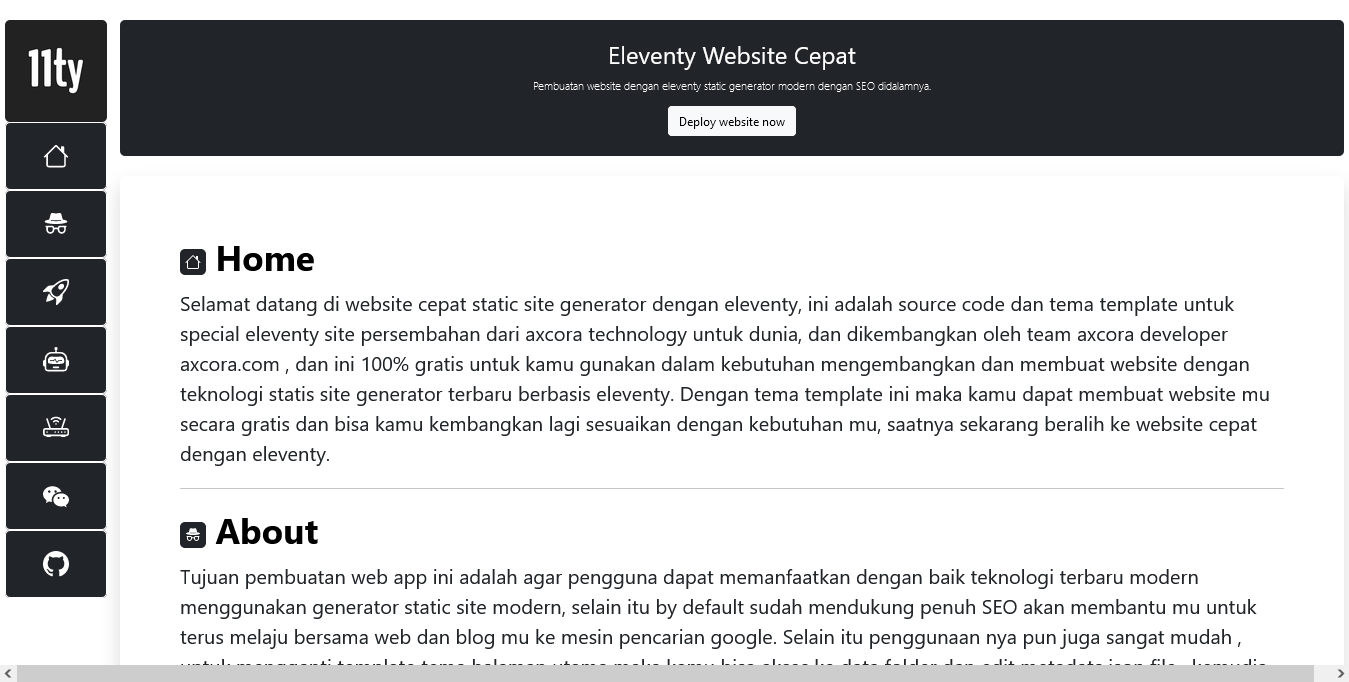 11ty
Eleventy Website Cepat
Pembuatan website dengan eleventy static generator modern dengan SEO didalamnya.
Deploy website now
Home
Selamat datang di website cepat static site generator dengan eleventy, ini adalah source code dan tema template untuk
special eleventy site persembahan dari axcora technology untuk dunia, dan dikembangkan oleh team axcora developer
axcora.com , dan ini 100% gratis untuk kamu gunakan dalam kebutuhan mengembangkan dan membuat website dengan
teknologi statis site generator terbaru berbasis eleventy. Dengan tema template ini maka kamu dapat membuat website mu
secara gratis dan bisa kamu kembangkan lagi sesuaikan dengan kebutuhan mu, saatnya sekarang beralih ke website cepat
dengan eleventy.
About
Tujuan pembuatan web app ini adalah agar pengguna dapat memanfaatkan dengan baik teknologi terbaru modern
menggunakan generator static site modern, selain itu by default sudah mendukung penuh SEO akan membantu mu untuk
terus melaju bersama web dan blog mu ke mesin pencarian google. Selain itu penggunaan nya pun juga sangat mudah ,